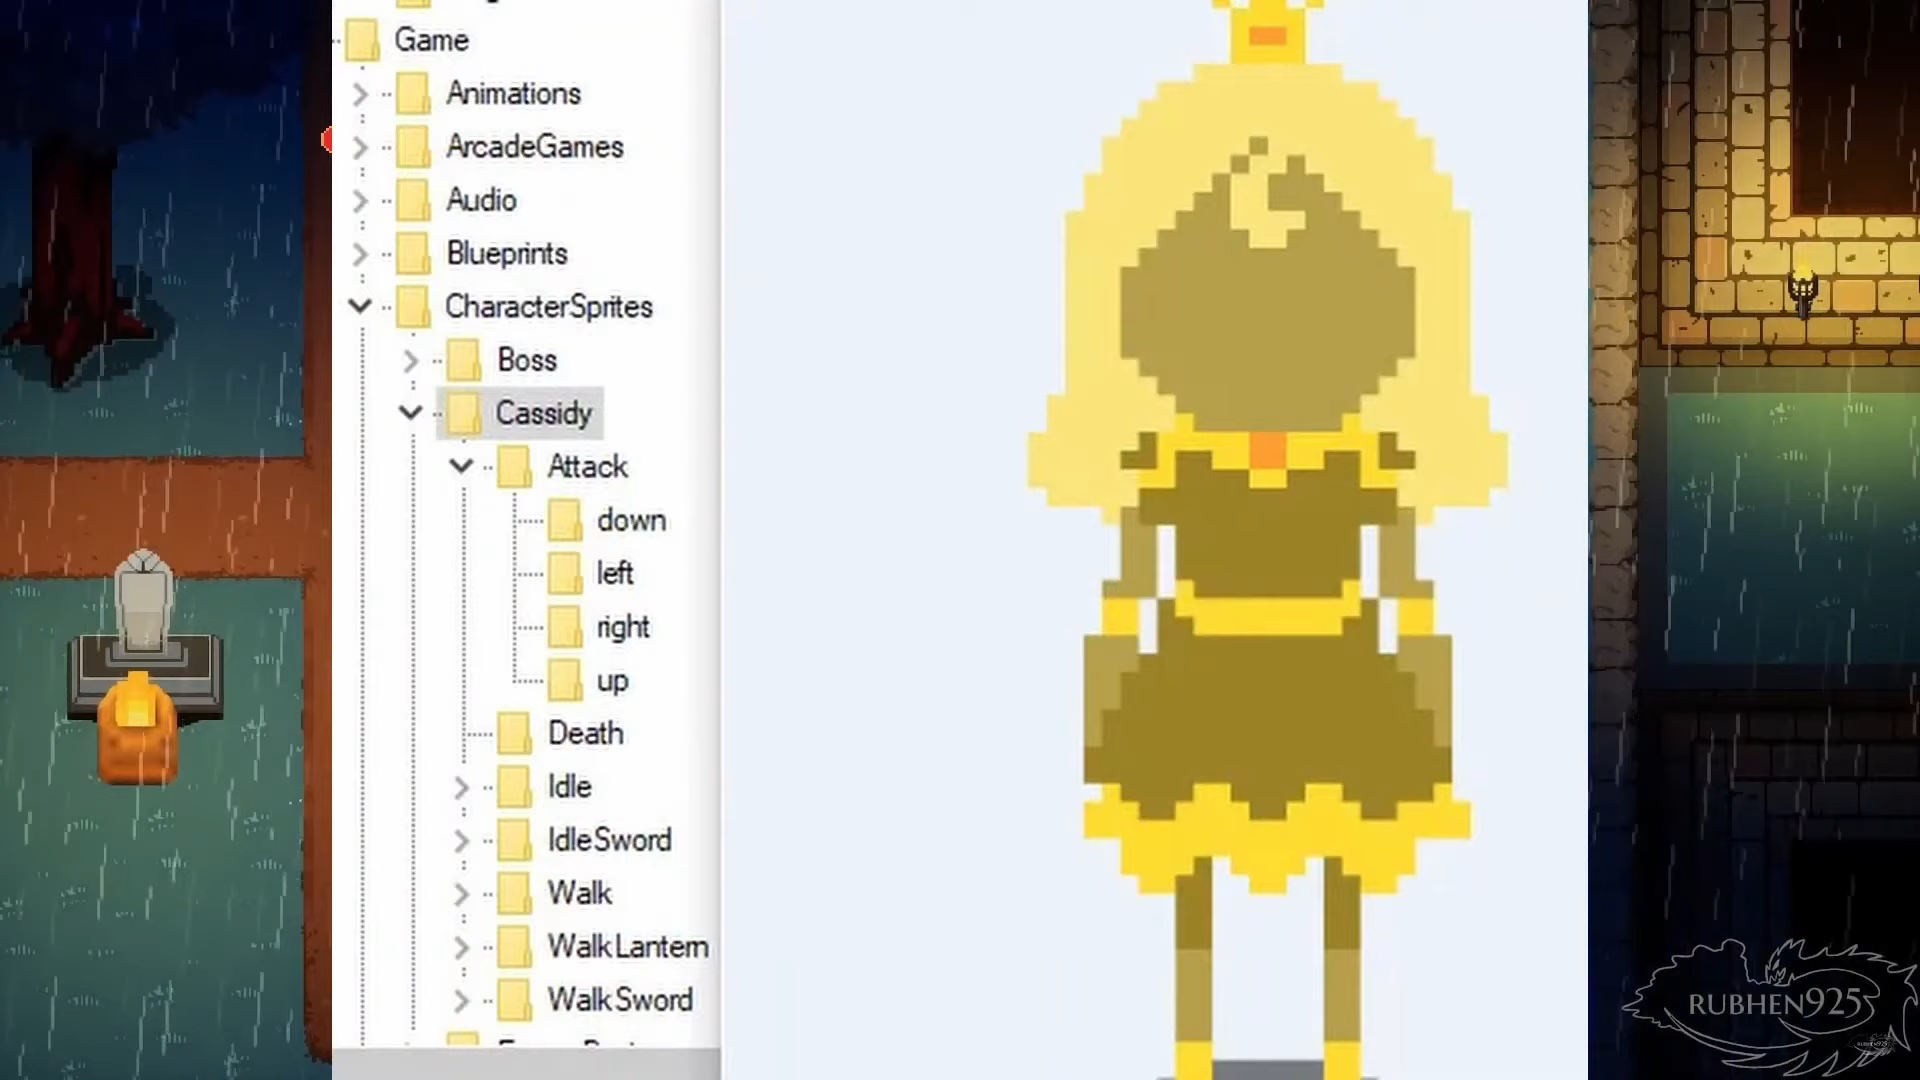 Game
Animations
ArcadeGames
Audio
Blueprints
CharacterSprites
Boss
Cassidy
Attack
down
left
right
up
Death
Idle
IdleSword
Walk
WalkLantern
WalkSword
RUBHEN925